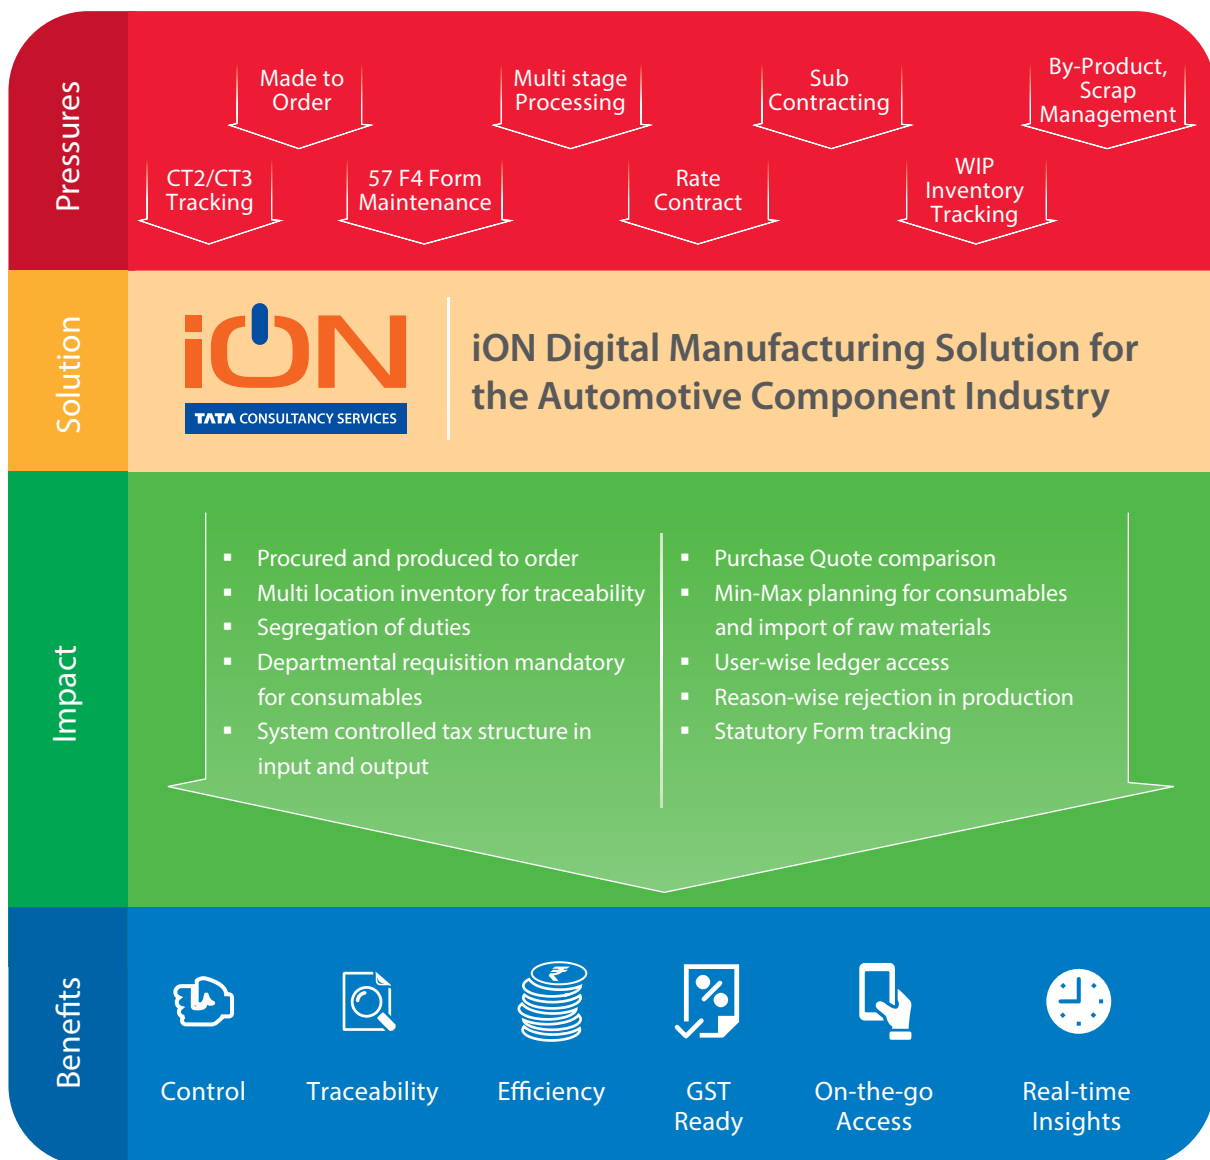 Pressures
Made to
Order
Multi stage
Processing
Sub
Contracting
By-Product,
Scrap
Management
CT2/CT3
Tracking
57 F4 Form
Maintenance
Rate
Contract
WIP
Inventory
Tracking
Solution
iON
TATA CONSULTANCY SERVICES
iON Digital Manufacturing Solution for
the Automotive Component Industry
Impact
▪ Procured and produced to order
▪ Multi location inventory for traceability
▪ Segregation of duties
▪ Departmental requisition mandatory
for consumables
▪ System controlled tax structure in
input and output
▪ Purchase Quote comparison
▪ Min-Max planning for consumables
and import of raw materials
▪ User-wise ledger access
▪ Reason-wise rejection in production
▪ Statutory Form tracking
Benefits
₹
%
Control
Traceability
Efficiency
GST
Ready
On-the-go
Access
Real-time
Insights